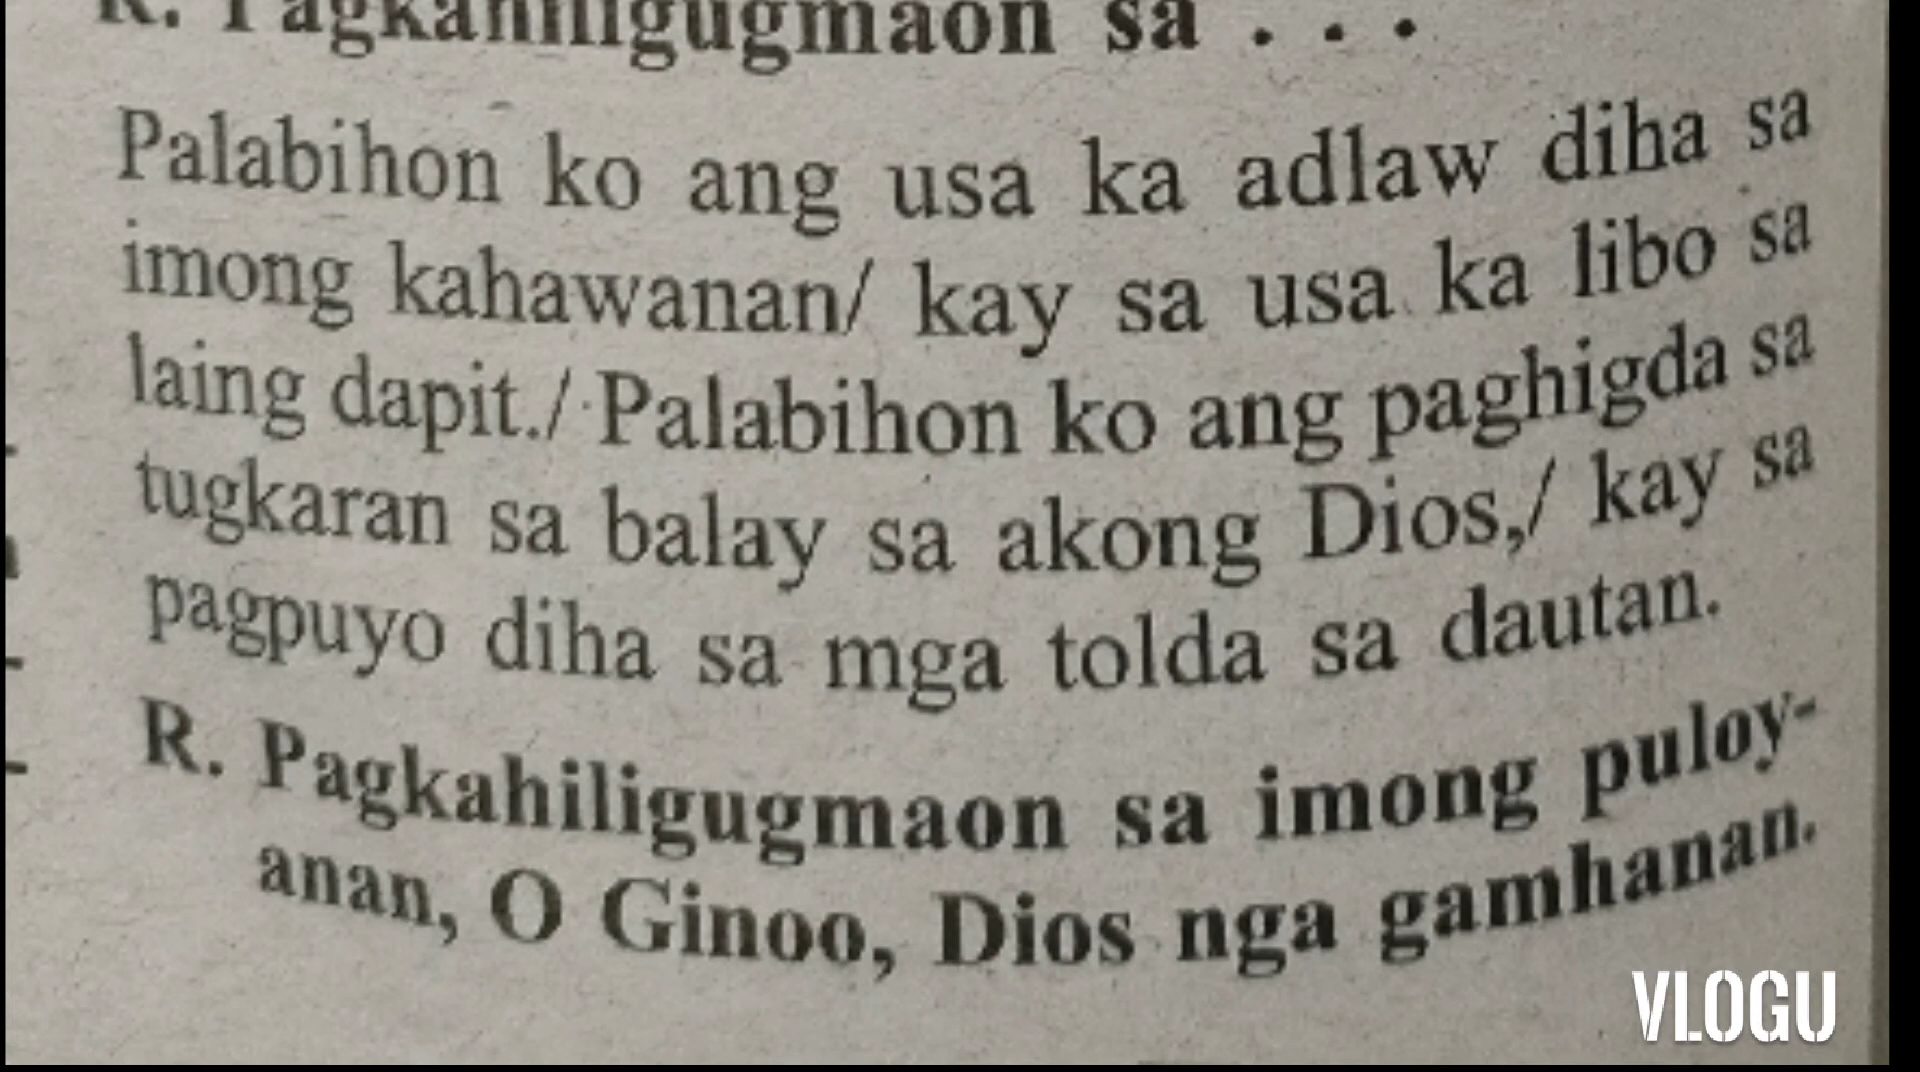 R. Pagkahiligugmaon sa . . .
Palabihon ko ang usa ka adlaw diha sa
imong kahawanan/ kay sa usa ka libo sa
laing dapit./ Palabihon ko ang paghigda sa
tugkaran sa balay sa akong Dios,/ kay sa
pagpuyo diha sa mga tolda sa dautan.
R. Pagkahiligugmaon sa imong puloy-
anan, O Ginoo, Dios nga gamhanan.
VLOGU